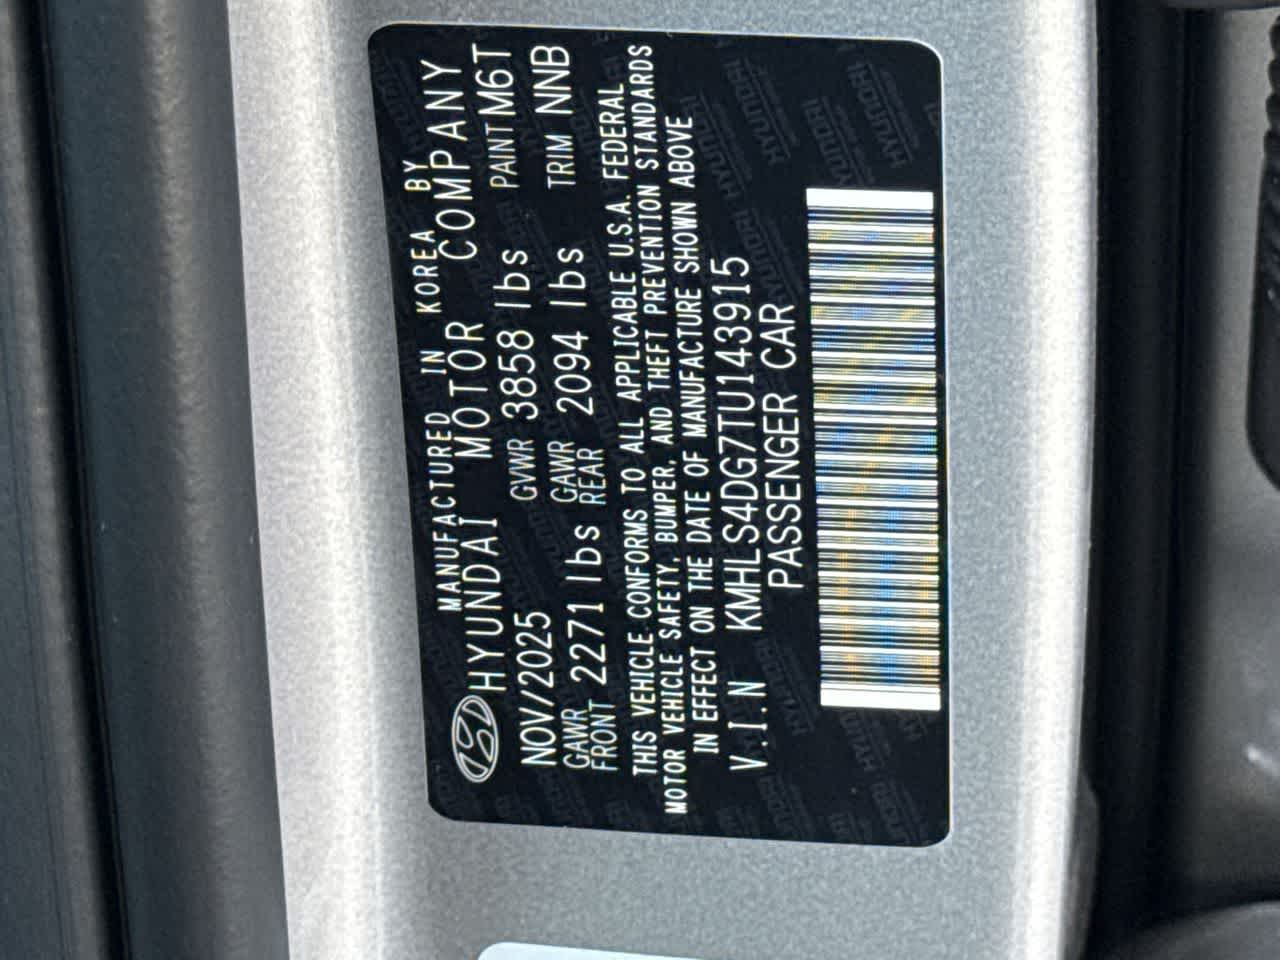 MANUFACTURED IN KOREA BY
HYUNDAI MOTOR COMPANY
NOV/2025 GVWR 3858 lbs PAINT M6T
GAWR FRONT 2271 lbs GAWR REAR 2094 lbs TRIM NNB
THIS VEHICLE CONFORMS TO ALL APPLICABLE U.S.A. FEDERAL
MOTOR VEHICLE SAFETY, BUMPER, AND THEFT PREVENTION STANDARDS
IN EFFECT ON THE DATE OF MANUFACTURE SHOWN ABOVE
V.I.N KMHLS4DG7TU143915
PASSENGER CAR